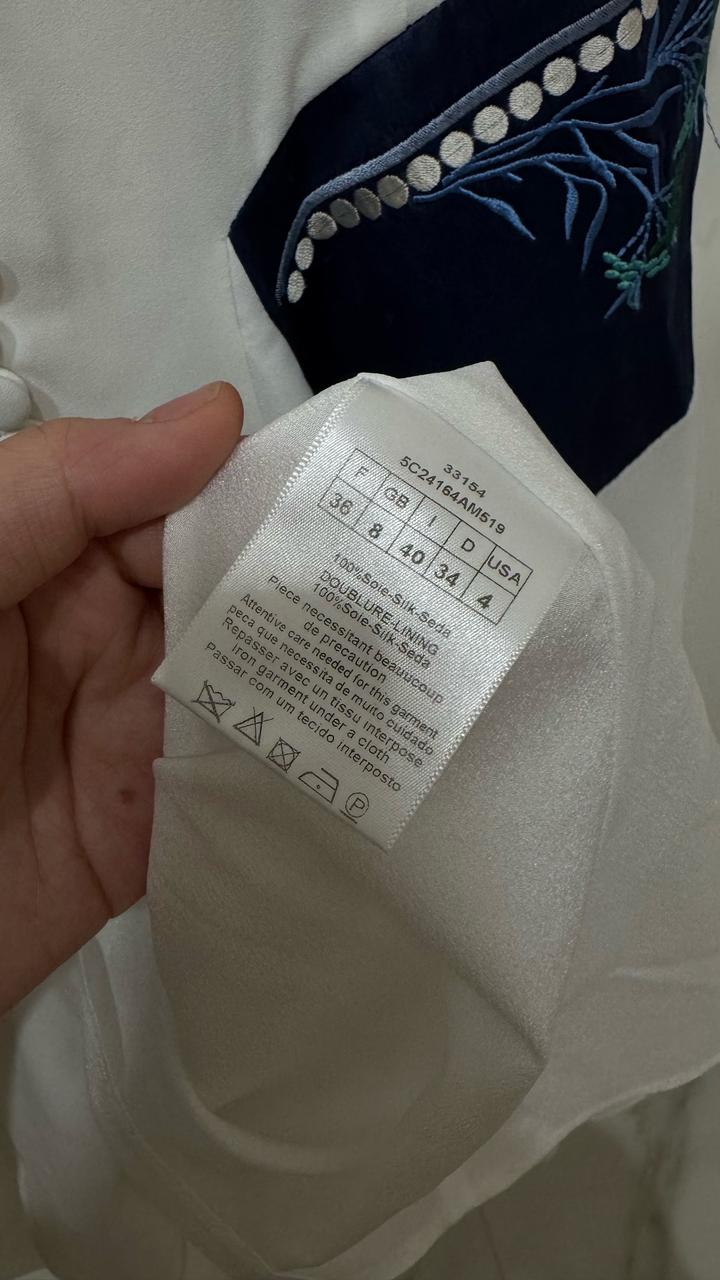 33154
5C24164AM519
F GB I D USA
36 8 40 34 4
100%Soie-Silk-Seda
DOUBLURE-LINING
100%Soie-Silk-Seda
Piece necessitant beauucoup
de precaution
Attentive care needed for this garment
peca que necessita de muito cuidado
Repasser avec un tissu interpose
iron garment under a cloth
Passar com um tecido interposto
P